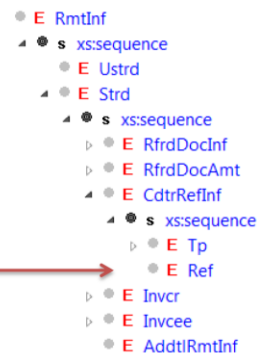 E RmtInf
s xs:sequence
E Ustrd
E Strd
s xs:sequence
E RfrdDocInf
E RfrdDocAmt
E CdtrRefInf
s xs:sequence
E Tp
E Ref
E Invcr
E Invcee
E AddtlRmtInf